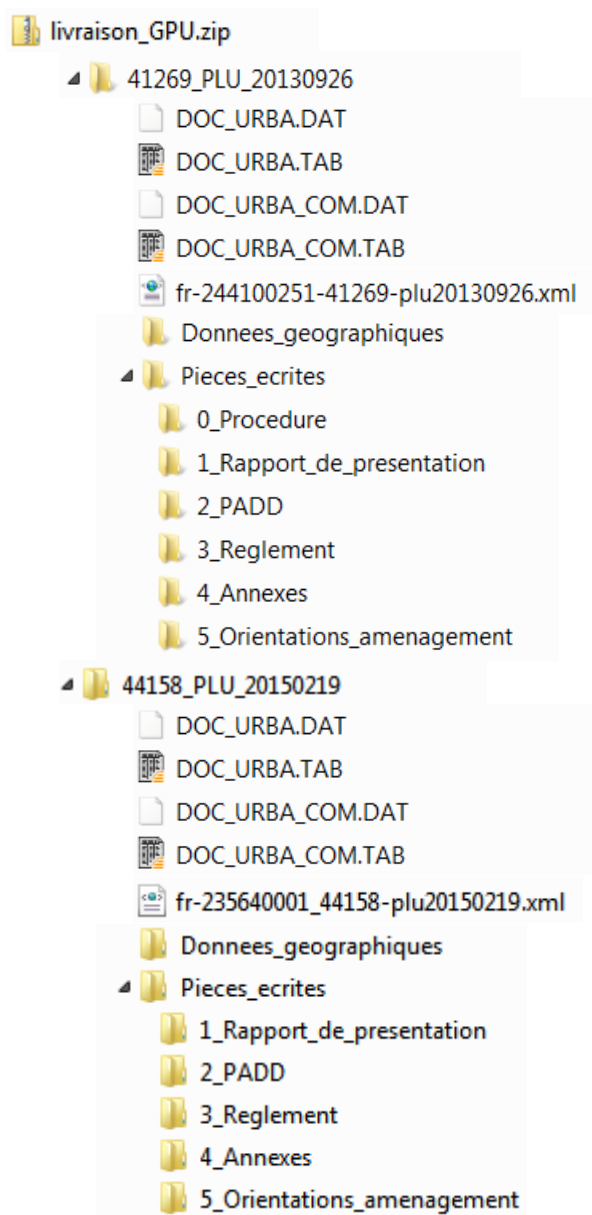 livraison_GPU.zip
41269_PLU_20130926
DOC_URBA.DAT
DOC_URBA.TAB
DOC_URBA_COM.DAT
DOC_URBA_COM.TAB
fr-244100251-41269-plu20130926.xml
Donnees_geographiques
Pieces_ecrites
0_Procedure
1_Rapport_de_presentation
2_PADD
3_Reglement
4_Annexes
5_Orientations_amenagement
44158_PLU_20150219
DOC_URBA.DAT
DOC_URBA.TAB
DOC_URBA_COM.DAT
DOC_URBA_COM.TAB
fr-235640001_44158-plu20150219.xml
Donnees_geographiques
Pieces_ecrites
1_Rapport_de_presentation
2_PADD
3_Reglement
4_Annexes
5_Orientations_amenagement